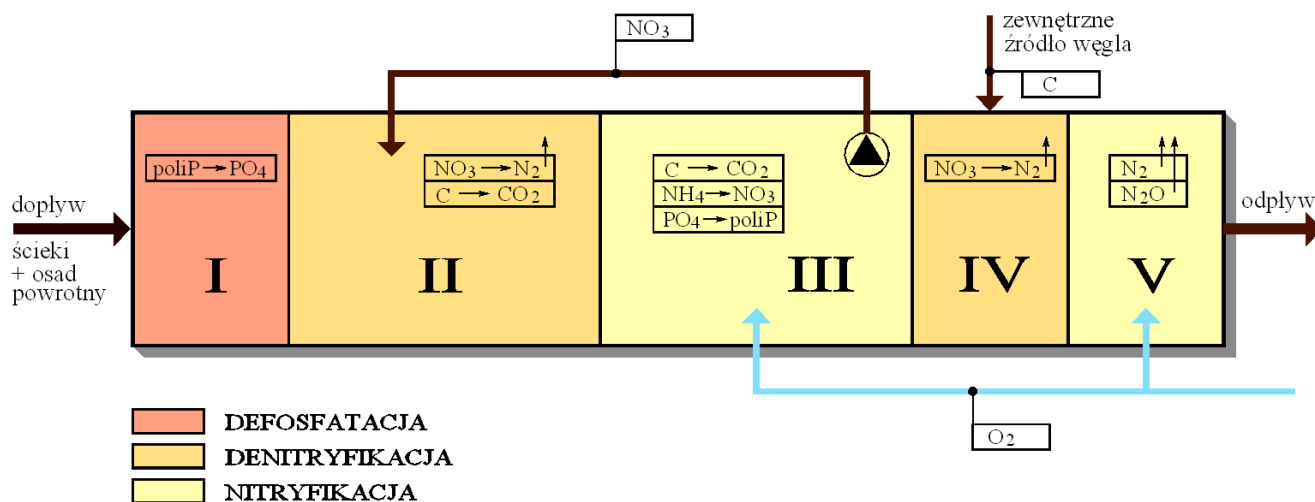 NO3
zewnętrzne
źródło węgla
C
poliP→PO4
NO3→N2
C → CO2
C → CO2
NH4→NO3
PO4→poliP
NO3→N2
N2
N2O
dopływ
ścieki
+ osad
powrotny
odpływ
I
II
III
IV
V
O2
DEFOSFATACJA
DENITRYFIKACJA
NITRYFIKACJA